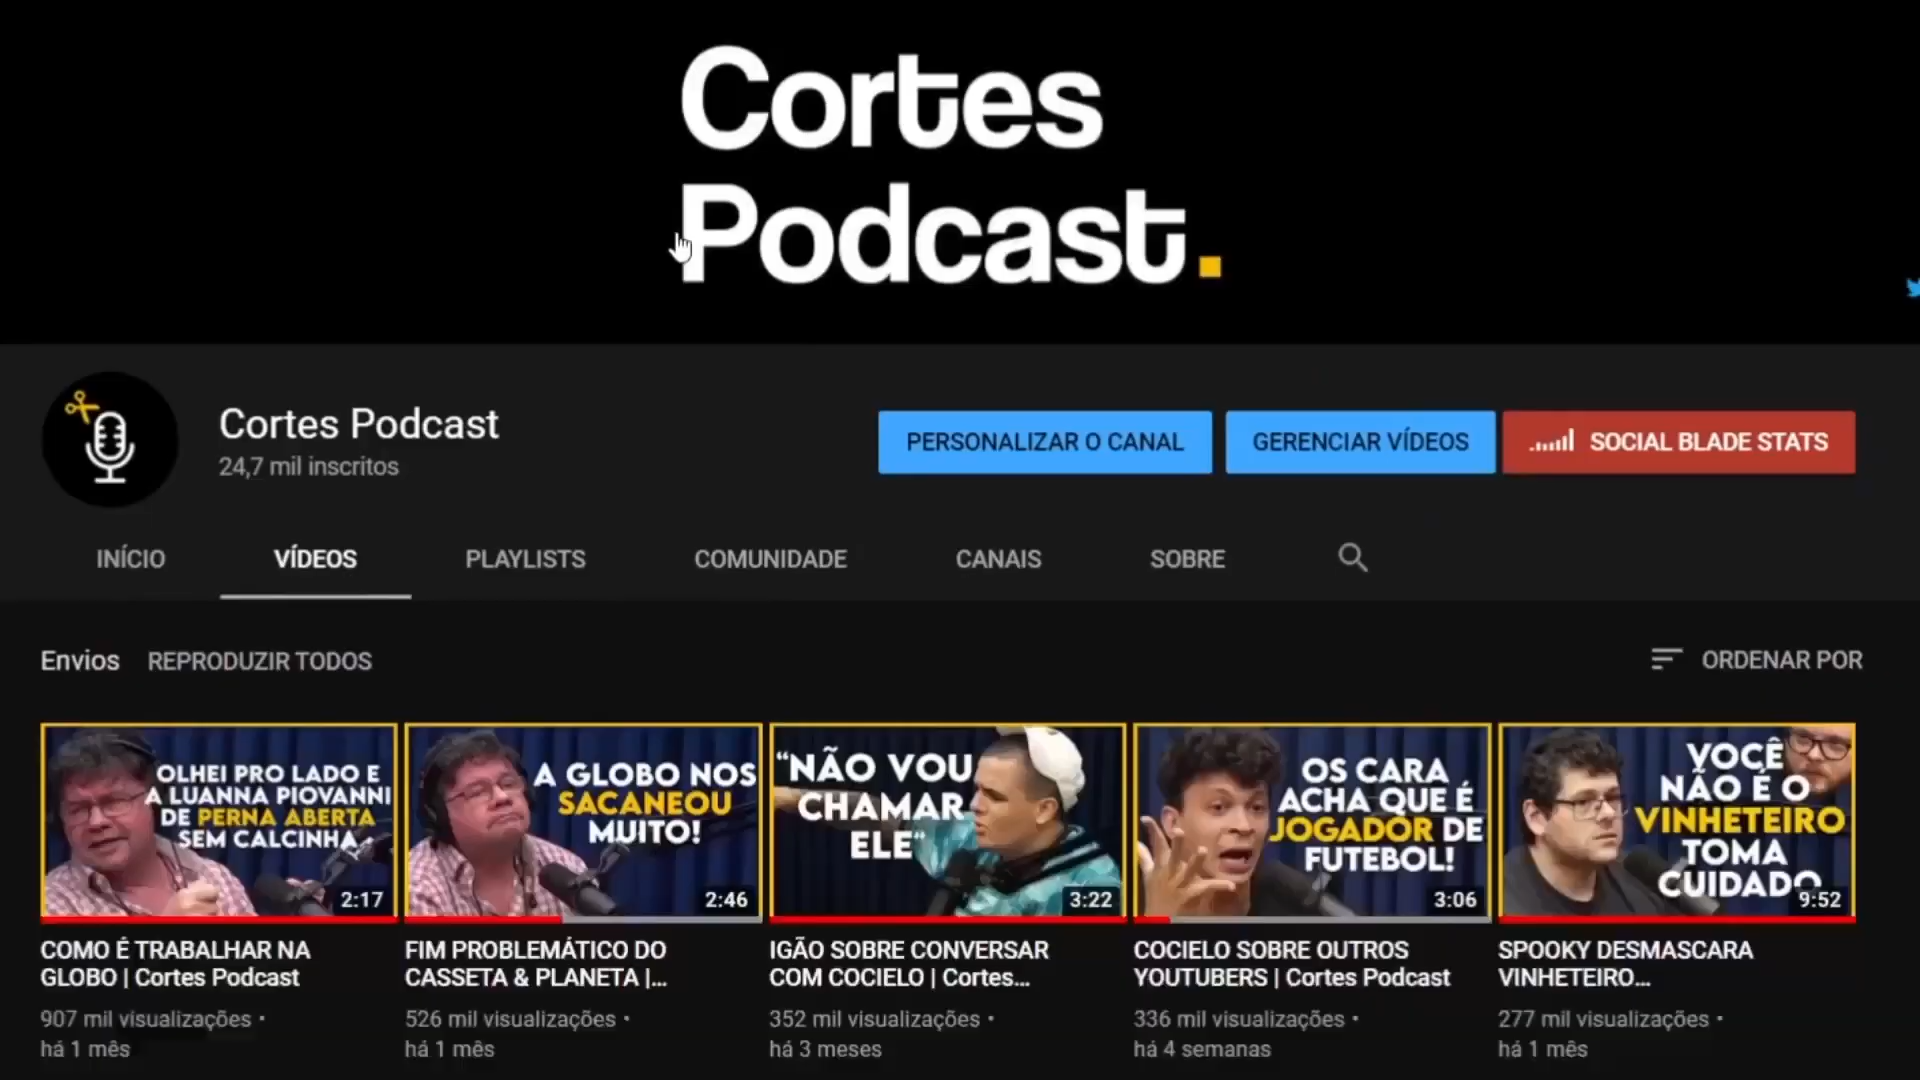 Cortes
Podcast.
Cortes Podcast
24,7 mil inscritos
PERSONALIZAR O CANAL
GERENCIAR VÍDEOS
SOCIAL BLADE STATS
INÍCIO
VÍDEOS
PLAYLISTS
COMUNIDADE
CANAIS
SOBRE
Envios
REPRODUZIR TODOS
ORDENAR POR
OLHEI PRO LADO E
A LUANNA PIOVANNI
DE PERNA ABERTA
SEM CALCINHA
2:17
A GLOBO NOS
SACANEOU
MUITO!
2:46
“NÃO VOU
CHAMAR
ELE“
3:22
OS CARA
ACHA QUE É
JOGADOR DE
FUTEBOL!
3:06
VOCÊ
NÃO É O
VINHETEIRO
TOMA
CUIDADO
9:52
COMO É TRABALHAR NA
GLOBO | Cortes Podcast
907 mil visualizações •
há 1 mês
FIM PROBLEMÁTICO DO
CASSETA & PLANETA |...
526 mil visualizações •
há 1 mês
IGÃO SOBRE CONVERSAR
COM COCIELO | Cortes...
352 mil visualizações •
há 3 meses
COCIELO SOBRE OUTROS
YOUTUBERS | Cortes Podcast
336 mil visualizações •
há 4 semanas
SPOOKY DESMASCARA
VINHETEIRO...
277 mil visualizações •
há 1 mês